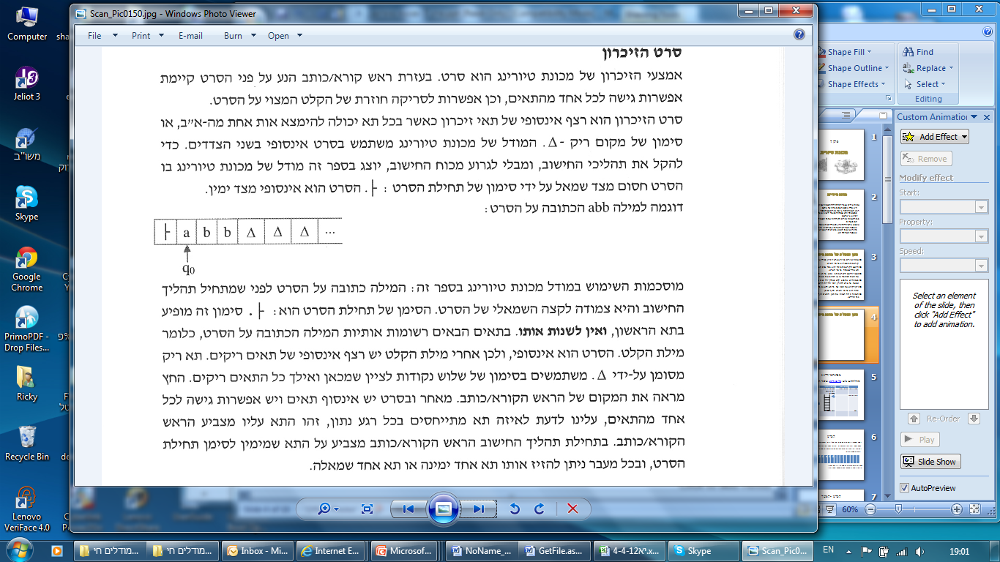 Scan_Pic0150.jpg - Windows Photo Viewer
File Print E-mail Burn Open
סרט הזיכרון
אמצעי הזיכרון של מכונת טיורינג הוא סרט. בעזרת ראש קורא/כותב הנע על פני הסרט קיימת
אפשרות גישה לכל אחד מהתאים, וכן אפשרות לסריקה חוזרת של הקלט המצוי על הסרט.
סרט הזיכרון הוא רצף אינסופי של תאי זיכרון כאשר בכל תא יכולה להימצא אות אחת מה-א״ב, או
סימון של מקום ריק - Δ. המודל של מכונת טיורינג משתמש בסרט אינסופי בשני הצדדים. כדי
להקל את תהליכי החישוב, ומבלי לגרוע מכוח החישוב, יוצג בספר זה מודל של מכונת טיורינג בו
הסרט חסום מצד שמאל על ידי סימון של תחילת הסרט : ├. הסרט הוא אינסופי מצד ימין.
דוגמה למילה abb הכתובה על הסרט:
├ a b b Δ Δ Δ ...
q0
מוסכמות השימוש במודל מכונת טיורינג בספר זה: המילה כתובה על הסרט לפני שמתחיל תהליך
החישוב והיא צמודה לקצה השמאלי של הסרט. הסימן של תחילת הסרט הוא: ├. סימון זה מופיע
בתא הראשון, ואין לשנות אותו. בתאים הבאים רשומות אותיות המילה הכתובה על הסרט, כלומר
מילת הקלט. הסרט הוא אינסופי, ולכן אחרי מילת הקלט יש רצף אינסופי של תאים ריקים. תא ריק
מסומן על-ידי Δ. משתמשים בסימון של שלוש נקודות לציין שמכאן ואילך כל התאים ריקים. החץ
מראה את המקום של הראש הקורא/כותב. מאחר ובסרט יש אינסוף תאים ויש אפשרות גישה לכל
אחד מהתאים, עלינו לדעת לאיזה תא מתייחסים בכל רגע נתון, זהו התא עליו מצביע הראש
הקורא/כותב. בתחילת תהליך החישוב הראש הקורא/כותב מצביע על התא שמימין לסימן תחילת
הסרט, ובכל מעבר ניתן להזיז אותו תא אחד ימינה או תא אחד שמאלה.
Computer
Jeliot 3
משו"ב
Skype
Google
Chrome
PrimoPDF -
Drop Files...
Ricky
Recycle Bin
Lenovo
VeriFace 4.0
Shape Fill
Shape Outline
Shape Effects
Find
Replace
Select
Editing
Custom Animation
Add Effect
Remove
Modify effect
Start:
Property:
Speed:
Select an element
of the slide, then
click "Add Effect"
to add animation.
Re-Order
Play
Slide Show
AutoPreview
1
2
3
4
5
6
7
60%
מודלים חי... מודלים חי... Inbox - Mi... Internet E... Microsof... NoName_... GetFile.as... Skype Scan_Pic0... EN 19:01